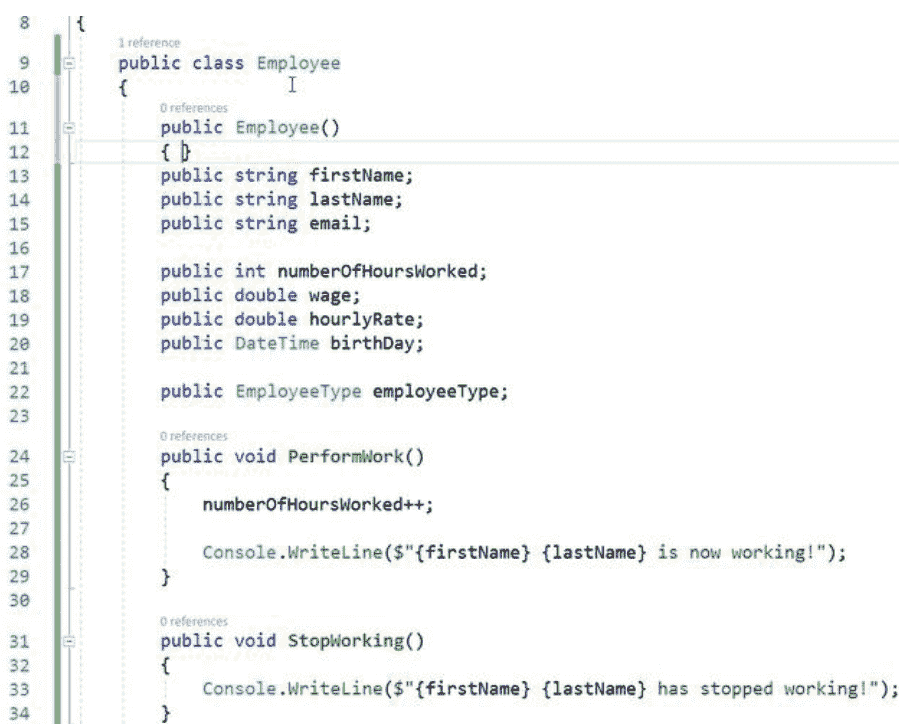 8 {
1 reference
9 public class Employee
10 {
0 references
11 public Employee()
12 { }
13 public string firstName;
14 public string lastName;
15 public string email;
16
17 public int numberOfHoursWorked;
18 public double wage;
19 public double hourlyRate;
20 public DateTime birthDay;
21
22 public EmployeeType employeeType;
23
0 references
24 public void PerformWork()
25 {
26 numberOfHoursWorked++;
27
28 Console.WriteLine($"{firstName} {lastName} is now working!");
29 }
30
0 references
31 public void StopWorking()
32 {
33 Console.WriteLine($"{firstName} {lastName} has stopped working!");
34 }